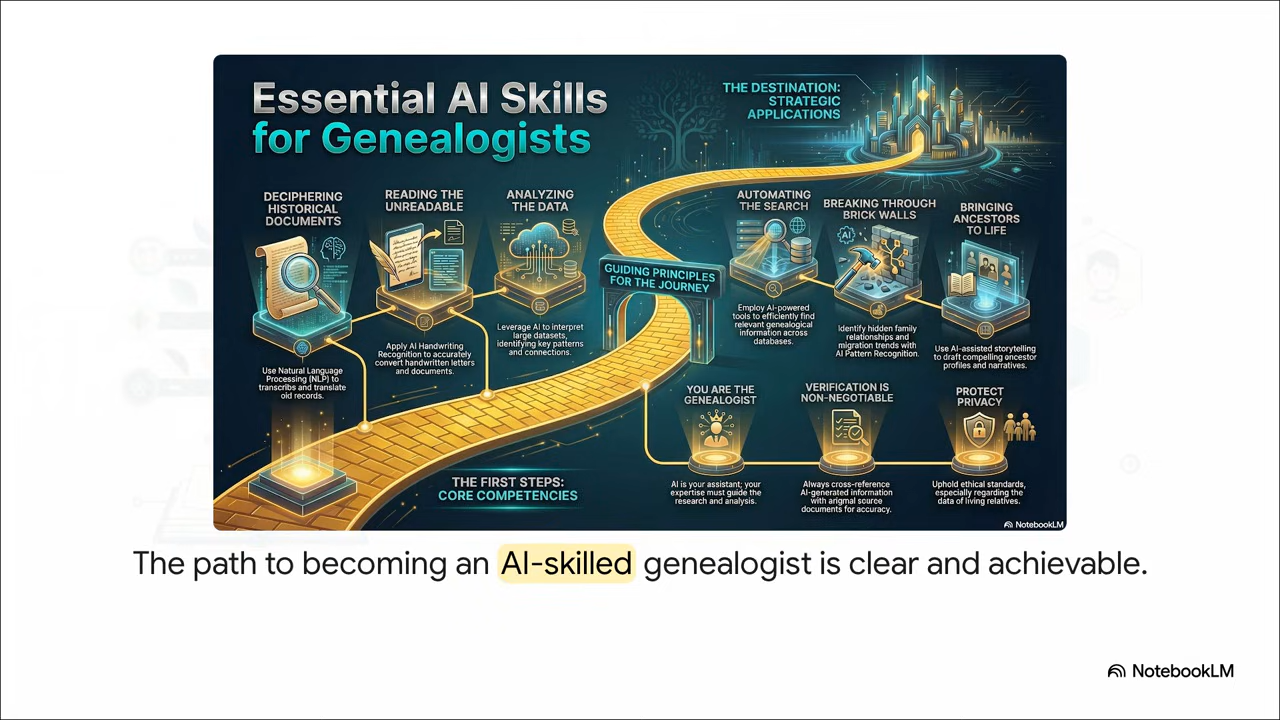 Essential AI Skills
for Genealogists
THE DESTINATION:
STRATEGIC
APPLICATIONS
DECIPHERING
HISTORICAL
DOCUMENTS
Use Natural Language
Processing (NLP) to
transcribs and translate
old records.
READING THE
UNREADABLE
Apply AI Handwriting
Recognition to accurately
convert handwritten letters
and documents.
ANALYZING
THE DATA
Leverage AI to interpret
large datasets,
identifying key patterns
and connections.
GUIDING PRINCIPLES
FOR THE JOURNEY
AUTOMATING
THE SEARCH
Employ AI-powered
tools to efficiently find
relevant genealogical
information across
databases.
BREAKING THROUGH
BRICK WALLS
AI
Identify hidden family
relationships and
migration trends with
AI Pattern Recognition.
BRINGING
ANCESTORS
TO LIFE
Use AI-assisted storytelling
to draft compelling ancestor
profiles and narratives.
YOU ARE THE
GENEALOGIST
AI is your assistant; your
expertise must guide the
research and analysis.
VERIFICATION IS
NON-NEGOTIABLE
Always cross-reference
AI-generated information
with arignal source
documents for accuracy.
PROTECT
PRIVACY
Uphold ethical standards,
especially regarding the
data of living relatives.
THE FIRST STEPS:
CORE COMPETENCIES
NotebookLM
The path to becoming an AI-skilled genealogist is clear and achievable.
NotebookLM